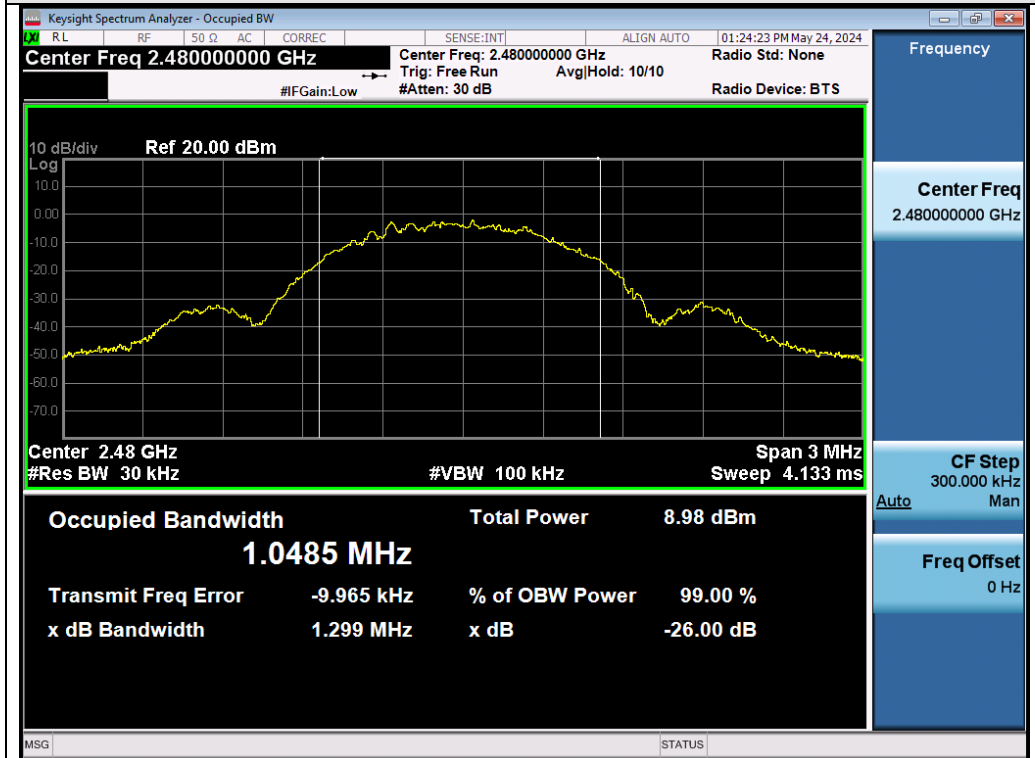 Keysight Spectrum Analyzer - Occupied BW
LXI RL RF 50 Ω AC CORREC SENSE:INT ALIGN AUTO 01:24:23 PM May 24, 2024
Center Freq 2.480000000 GHz
Center Freq: 2.480000000 GHz Radio Std: None
Trig: Free Run Avg|Hold: 10/10
#IFGain:Low #Atten: 30 dB Radio Device: BTS
10 dB/div Ref 20.00 dBm
Log
10.0
0.00
-10.0
-20.0
-30.0
-40.0
-50.0
-60.0
-70.0
Center 2.48 GHz Span 3 MHz
#Res BW 30 kHz #VBW 100 kHz Sweep 4.133 ms
Occupied Bandwidth Total Power 8.98 dBm
1.0485 MHz
Transmit Freq Error -9.965 kHz % of OBW Power 99.00 %
x dB Bandwidth 1.299 MHz x dB -26.00 dB
Frequency
Center Freq
2.480000000 GHz
CF Step
300.000 kHz
Auto Man
Freq Offset
0 Hz
MSG STATUS